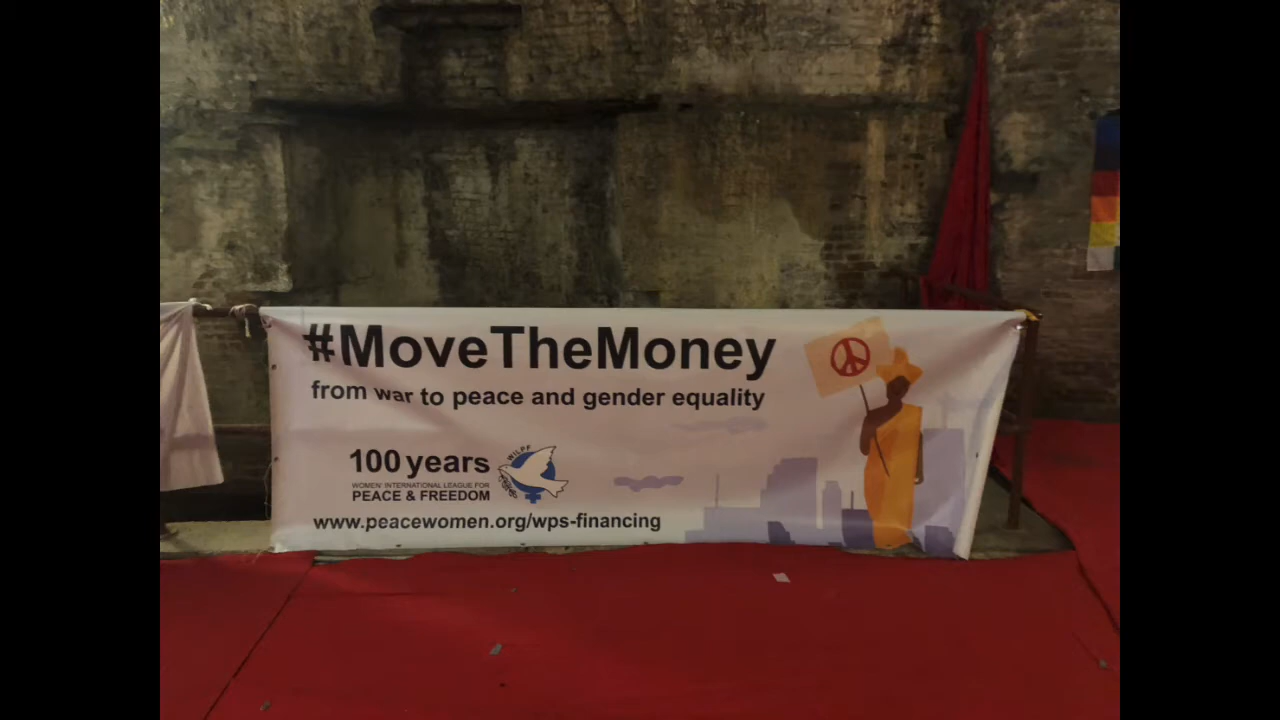 #MoveTheMoney
from war to peace and gender equality
100 years
WOMEN' INTERNATIONAL LEAGUE FOR
PEACE & FREEDOM
WILPF
www.peacewomen.org/wps-financing